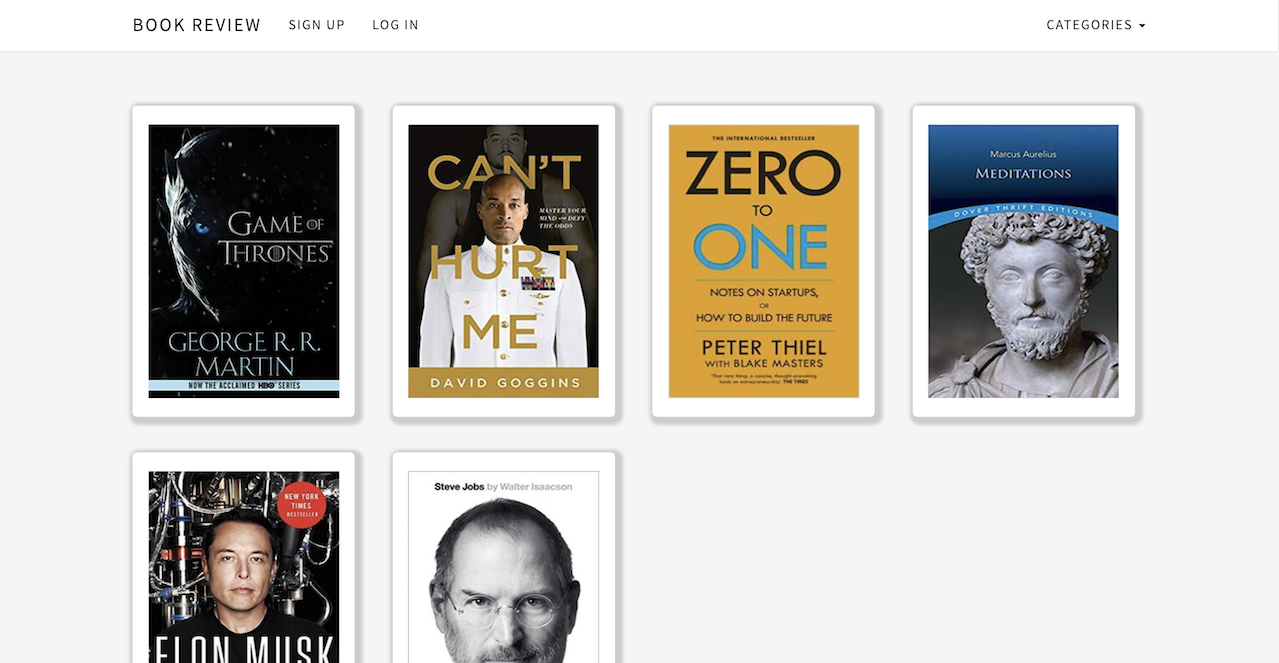 BOOK REVIEW
SIGN UP
LOG IN
CATEGORIES
GAME OF
THRONES
GEORGE R. R.
MARTIN
NOW THE ACCLAIMED HBO SERIES
CAN'T
MASTER YOUR
MIND AND DEFY
THE ODDS
HURT
ME
DAVID GOGGINS
THE INTERNATIONAL BESTSELLER
ZERO
TO
ONE
NOTES ON STARTUPS,
OR
HOW TO BUILD THE FUTURE
PETER THIEL
WITH BLAKE MASTERS
'That rare thing: a concise, thought-provoking
book on entrepreneurship' THE TIMES
Marcus Aurelius
MEDITATIONS
DOVER THRIFT EDITIONS
NEW YORK
TIMES
BESTSELLER
ELON MUSK
Steve Jobs by Walter Isaacson